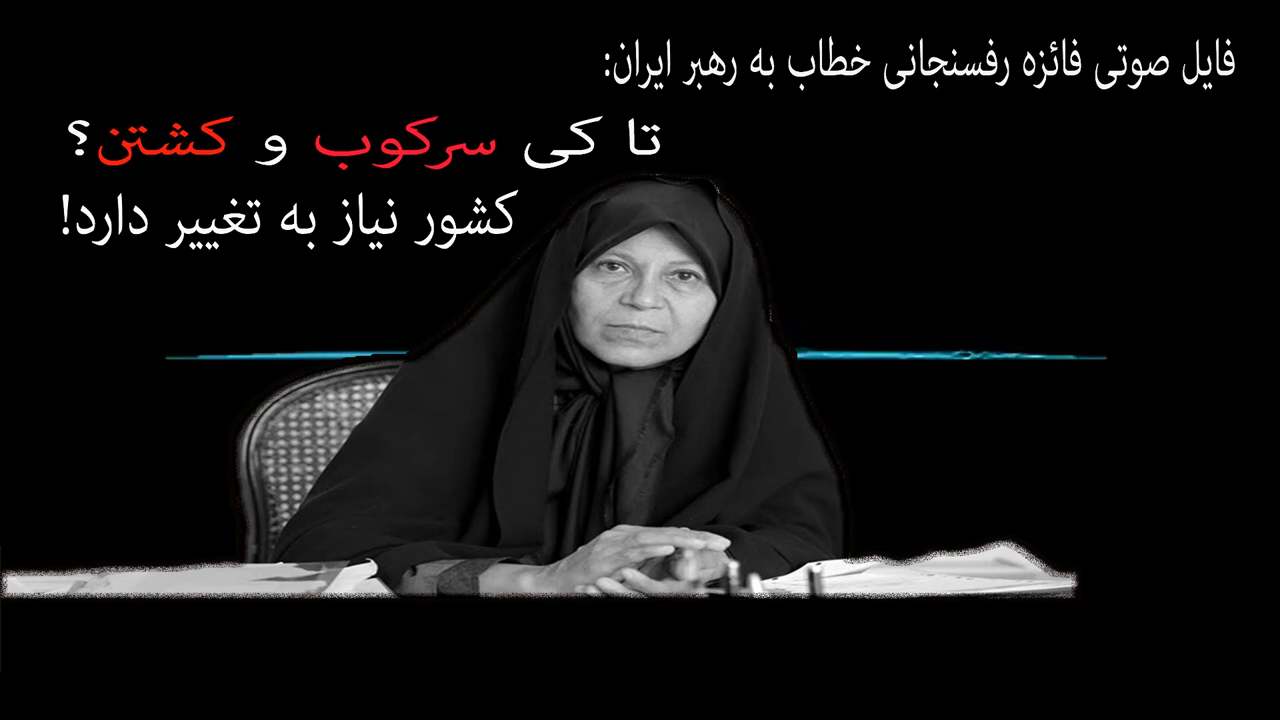 فایل صوتی فائزه رفسنجانی خطاب به رهبر ایران:
تا کی سرکوب و کشتن؟
کشور نیاز به تغییر دارد!